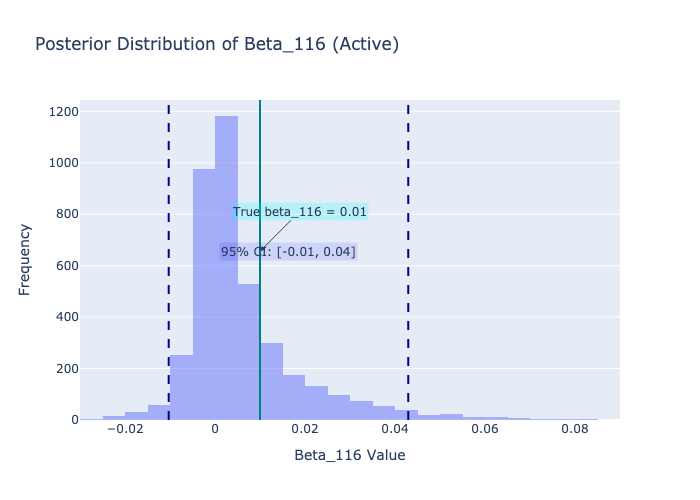 Posterior Distribution of Beta_116 (Active)
1200
1000
800
600
400
200
0
Frequency
True beta_116 = 0.01
95% CI: [-0.01, 0.04]
−0.02
0
0.02
0.04
0.06
0.08
Beta_116 Value